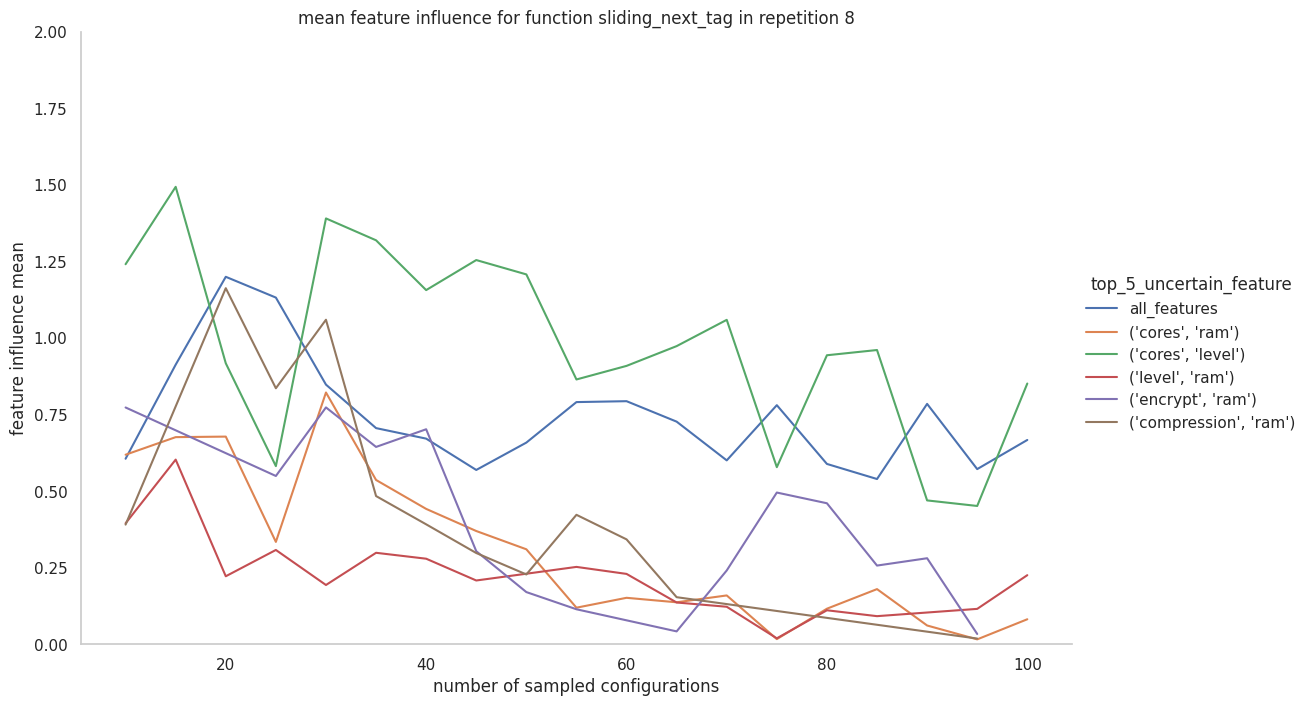 mean feature influence for function sliding_next_tag in repetition 8
2.00
1.75
1.50
1.25
1.00
0.75
0.50
0.25
0.00
feature influence mean
20
40
60
80
100
number of sampled configurations
top_5_uncertain_feature
all_features
('cores', 'ram')
('cores', 'level')
('level', 'ram')
('encrypt', 'ram')
('compression', 'ram')